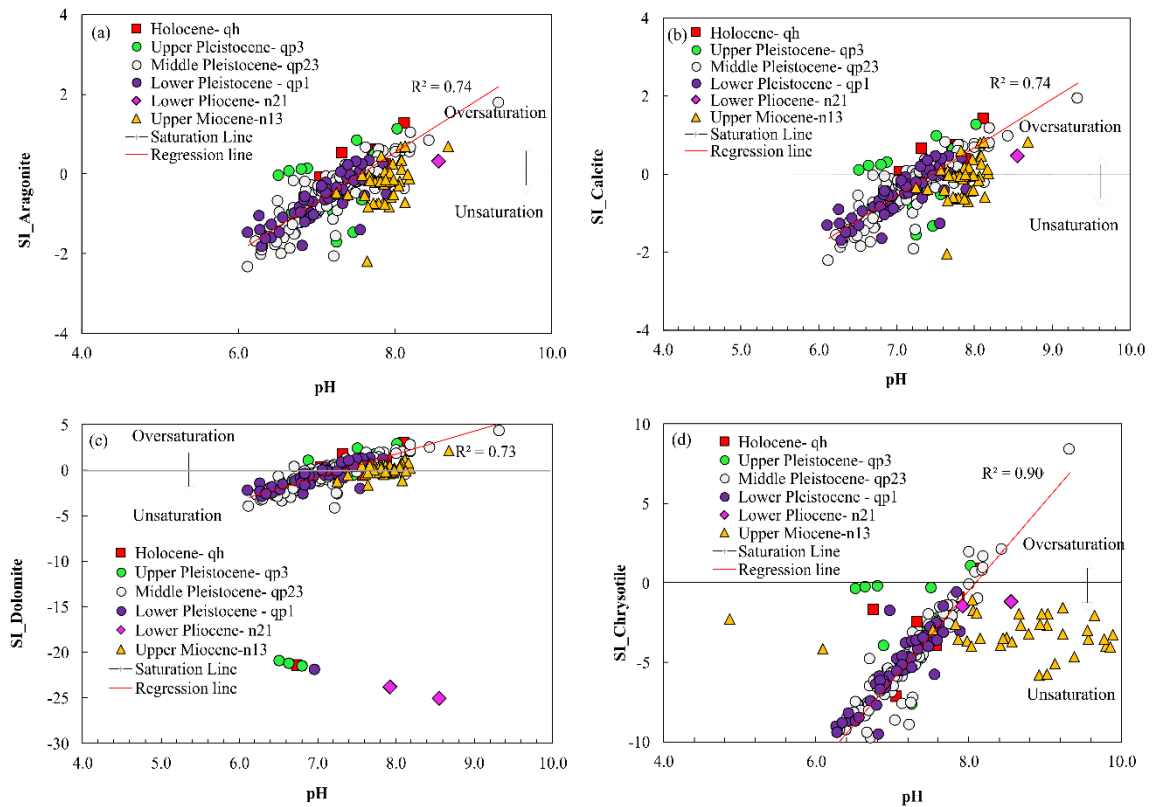 (a)
Holocene- qh
Upper Pleistocene- qp3
Middle Pleistocene- qp23
Lower Pleistocene - qp1
Lower Pliocene- n21
Upper Miocene-n13
Saturation Line
Regression line
R² = 0.74
Oversaturation
Unsaturation
4
2
0
-2
-4
SI_Aragonite
4.0 6.0 8.0 10.0
pH
(b)
Holocene- qh
Upper Pleistocene- qp3
Middle Pleistocene- qp23
Lower Pleistocene - qp1
Lower Pliocene- n21
Upper Miocene-n13
Saturation Line
Regression line
R² = 0.74
Oversaturation
Unsaturation
4
2
0
-2
-4
SI_Calcite
4.0 5.0 6.0 7.0 8.0 9.0 10.0
pH
(c)
Oversaturation
R² = 0.73
Unsaturation
Holocene- qh
Upper Pleistocene- qp3
Middle Pleistocene- qp23
Lower Pleistocene - qp1
Lower Pliocene- n21
Upper Miocene-n13
Saturation Line
Regression line
5
0
-5
-10
-15
-20
-25
-30
SI_Dolomite
4.0 5.0 6.0 7.0 8.0 9.0 10.0
pH
(d)
Holocene- qh
Upper Pleistocene- qp3
Middle Pleistocene- qp23
Lower Pleistocene - qp1
Lower Pliocene- n21
Upper Miocene-n13
Saturation Line
Regression line
R² = 0.90
Oversaturation
Unsaturation
10
5
0
-5
-10
SI_Chrysotile
4.0 6.0 8.0 10.0
pH